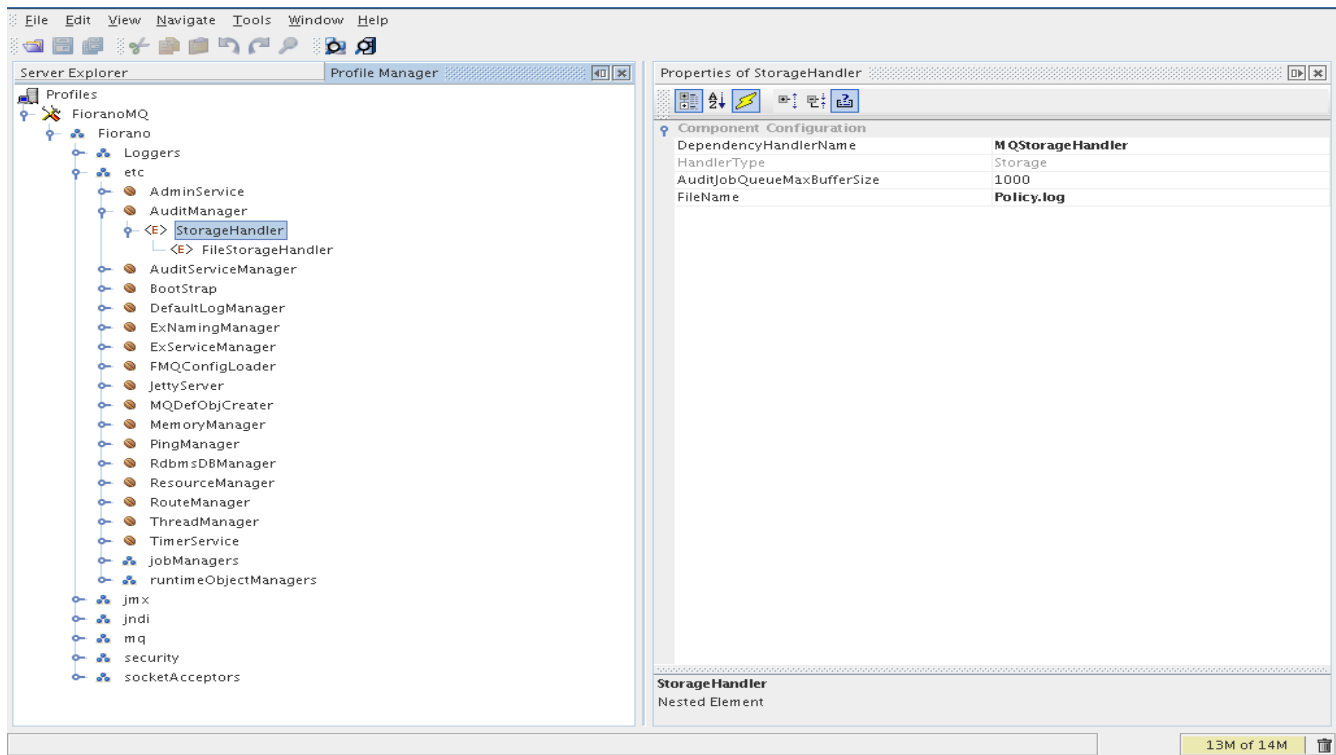 File Edit View Navigate Tools Window Help
Server Explorer Profile Manager
Profiles
FioranoMQ
Fiorano
Loggers
etc
AdminService
AuditManager
<E> StorageHandler
<E> FileStorageHandler
AuditServiceManager
BootStrap
DefaultLogManager
ExNamingManager
ExServiceManager
FMQConfigLoader
JettyServer
MQDefObjCreater
MemoryManager
PingManager
RdbmsDBManager
ResourceManager
RouteManager
ThreadManager
TimerService
jobManagers
runtimeObjectManagers
jmx
jndi
mq
security
socketAcceptors
Properties of StorageHandler
Component Configuration
DependencyHandlerName MQStorageHandler
HandlerType Storage
AuditJobQueueMaxBufferSize 1000
FileName Policy.log
StorageHandler
Nested Element
13M of 14M